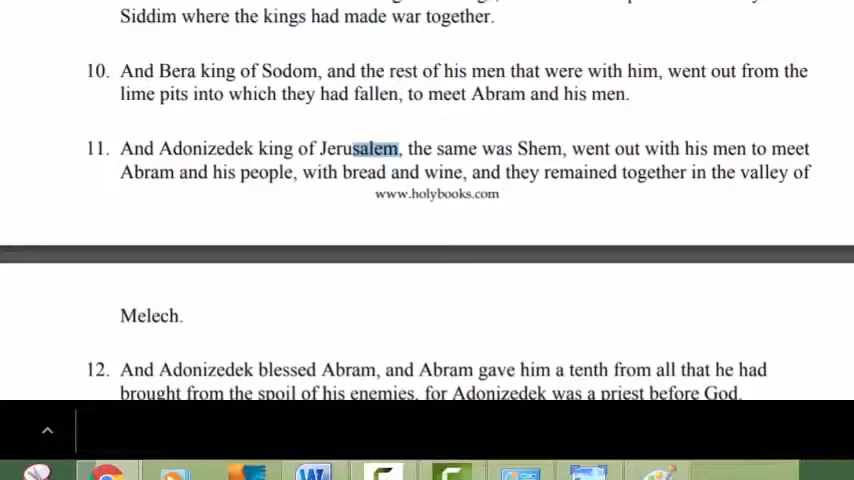 Siddim where the kings had made war together.
10. And Bera king of Sodom, and the rest of his men that were with him, went out from the
lime pits into which they had fallen, to meet Abram and his men.
11. And Adonizedek king of Jerusalem, the same was Shem, went out with his men to meet
Abram and his people, with bread and wine, and they remained together in the valley of
www.holybooks.com
Melech.
12. And Adonizedek blessed Abram, and Abram gave him a tenth from all that he had
brought from the spoil of his enemies, for Adonizedek was a priest before God.